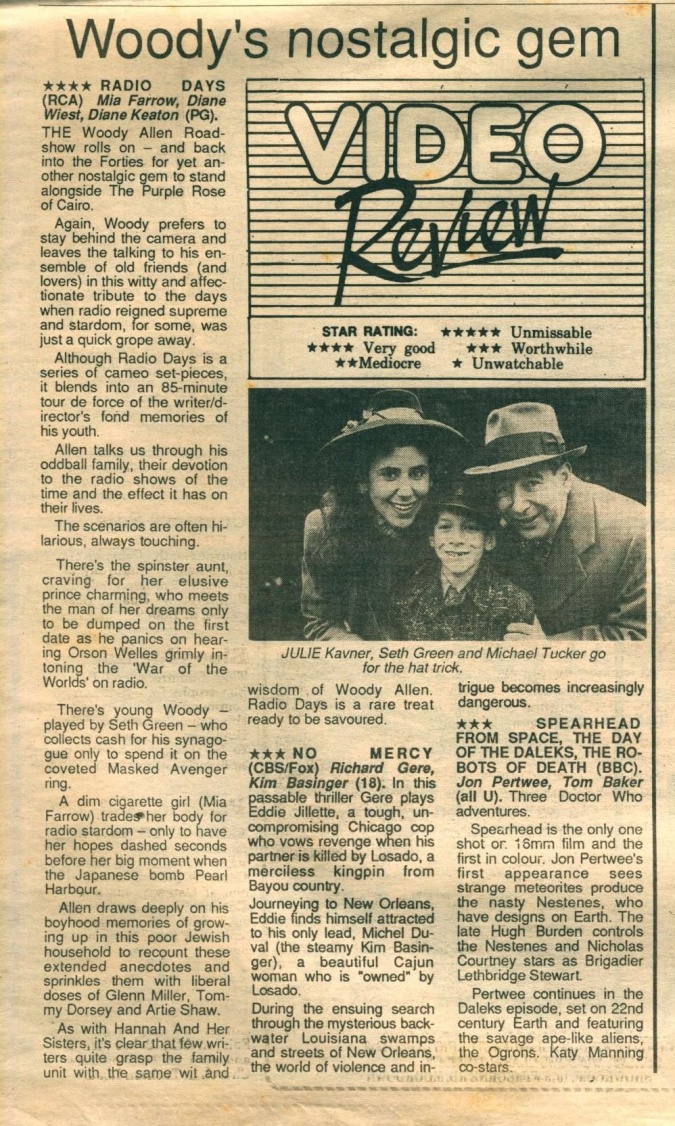 Woody's nostalgic gem
★★★★ RADIO DAYS
(RCA) Mia Farrow, Diane
Wiest, Diane Keaton (PG).
THE Woody Allen Road-
show rolls on – and back
into the Forties for yet an-
other nostalgic gem to stand
alongside The Purple Rose
of Cairo.
Again, Woody prefers to
stay behind the camera and
leaves the talking to his en-
semble of old friends (and
lovers) in this witty and affec-
tionate tribute to the days
when radio reigned supreme
and stardom, for some, was
just a quick grope away.
Although Radio Days is a
series of cameo set-pieces,
it blends into an 85-minute
tour de force of the writer/d-
irector's fond memories of
his youth.
Allen talks us through his
oddball family, their devotion
to the radio shows of the
time and the effect it has on
their lives.
The scenarios are often hi-
larious, always touching.
There's the spinster aunt,
craving for her elusive
prince charming, who meets
the man of her dreams only
to be dumped on the first
date as he panics on hear-
ing Orson Welles grimly in-
toning the 'War of the
Worlds' on radio.
There's young Woody –
played by Seth Green – who
collects cash for his synago-
gue only to spend it on the
coveted Masked Avenger
ring.
A dim cigarette girl (Mia
Farrow) trades her body for
radio stardom – only to have
her hopes dashed seconds
before her big moment when
the Japanese bomb Pearl
Harbour.
Allen draws deeply on his
boyhood memories of grow-
ing up in this poor Jewish
household to recount these
extended anecdotes and
sprinkles them with liberal
doses of Glenn Miller, Tom-
my Dorsey and Artie Shaw.
As with Hannah And Her
Sisters, it's clear that few wri-
ters quite grasp the family
unit with the same wit and
VIDEO
Review
STAR RATING: ★★★★★ Unmissable
★★★★ Very good ★★★ Worthwhile
★★Mediocre ★ Unwatchable
JULIE Kavner, Seth Green and Michael Tucker go
for the hat trick.
wisdom of Woody Allen.
Radio Days is a rare treat
ready to be savoured.
★★★ NO MERCY
(CBS/Fox) Richard Gere,
Kim Basinger (18). In this
passable thriller Gere plays
Eddie Jillette, a tough, un-
compromising Chicago cop
who vows revenge when his
partner is killed by Losado, a
merciless kingpin from
Bayou country.
Journeying to New Orleans,
Eddie finds himself attracted
to his only lead, Michel Du-
val (the steamy Kim Basin-
ger), a beautiful Cajun
woman who is "owned" by
Losado.
During the ensuing search
through the mysterious back-
water Louisiana swamps
and streets of New Orleans,
the world of violence and in-
trigue becomes increasingly
dangerous.
★★★ SPEARHEAD
FROM SPACE, THE DAY
OF THE DALEKS, THE RO-
BOTS OF DEATH (BBC).
Jon Pertwee, Tom Baker
(all U). Three Doctor Who
adventures.
Spearhead is the only one
shot on 16mm film and the
first in colour. Jon Pertwee's
first appearance sees
strange meteorites produce
the nasty Nestenes, who
have designs on Earth. The
late Hugh Burden controls
the Nestenes and Nicholas
Courtney stars as Brigadier
Lethbridge Stewart.
Pertwee continues in the
Daleks episode, set on 22nd
century Earth and featuring
the savage ape-like aliens,
the Ogrons. Katy Manning
co-stars.